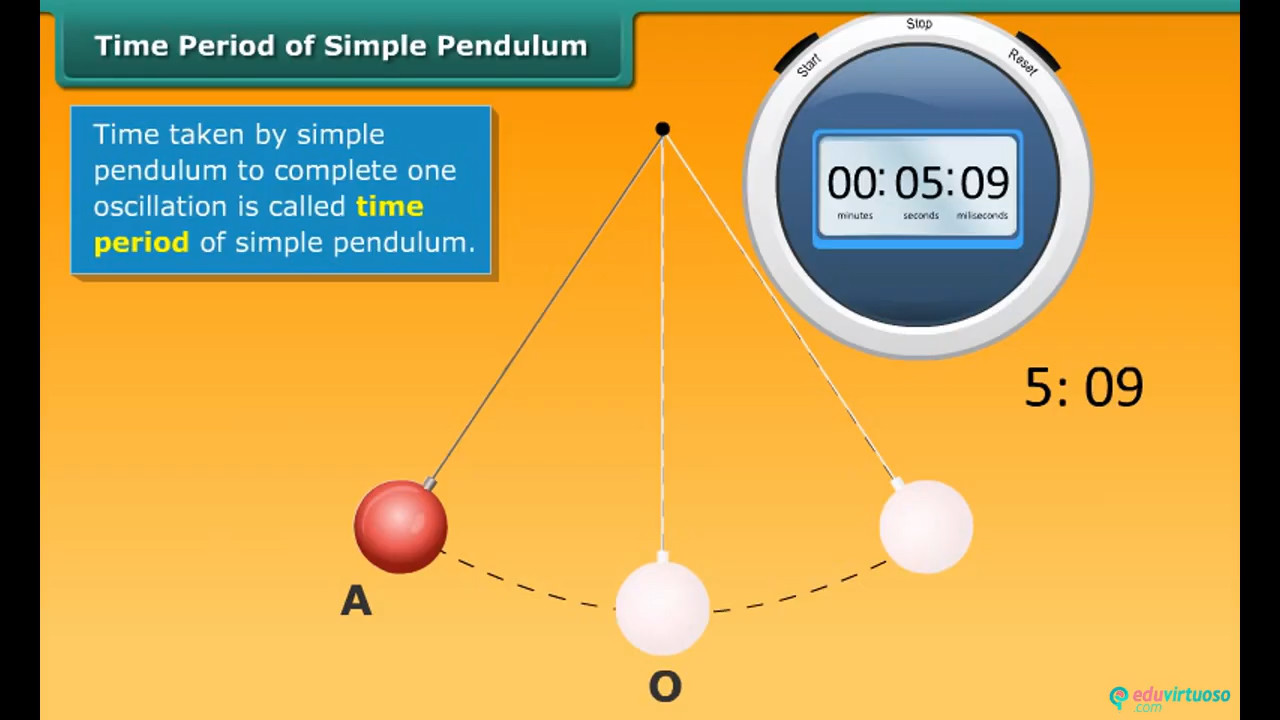 Time Period of Simple Pendulum
Time taken by simple
pendulum to complete one
oscillation is called time
period of simple pendulum.
Start
Stop
Reset
00: 05: 09
minutes seconds miliseconds
5: 09
A
O
eduvirtuoso
.com